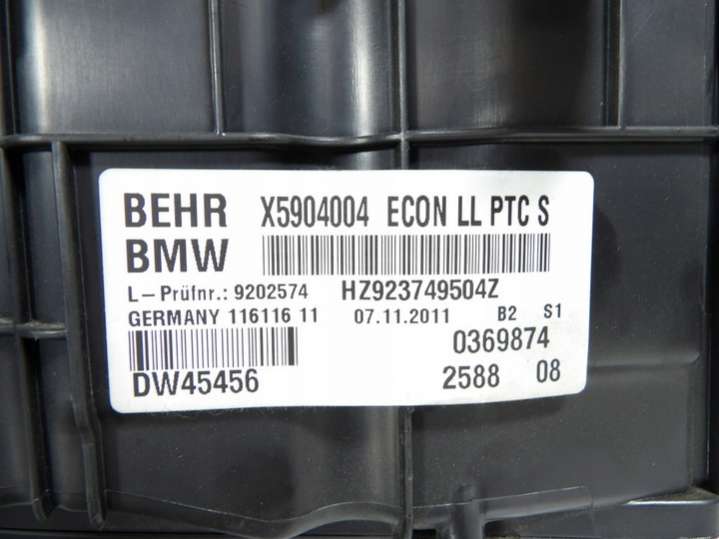 BEHR X5904004 ECON LL PTC S
BMW
L-Prüfnr.: 9202574 HZ923749504Z
GERMANY 116116 11 07.11.2011 B2 S1
0369874
DW45456 2588 08